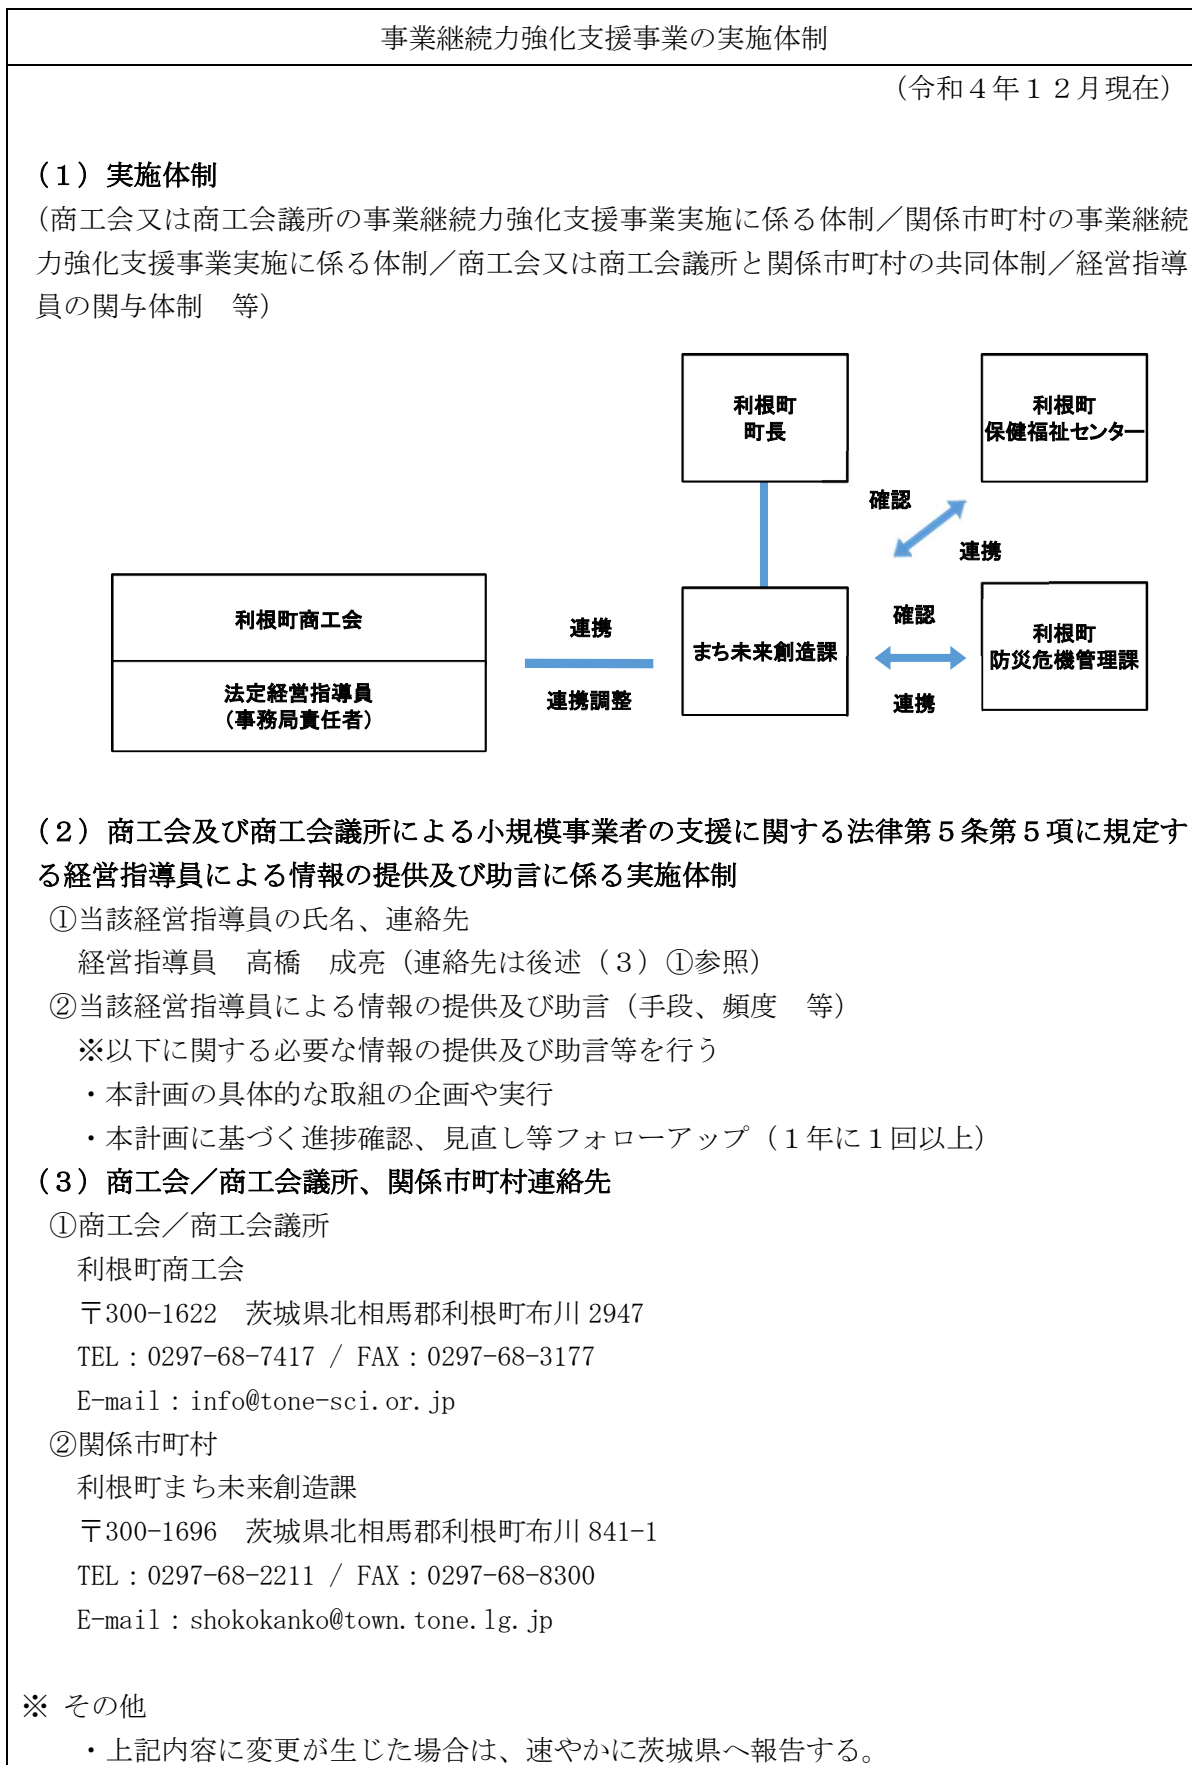 事業継続力強化支援事業の実施体制
（令和４年１２月現在）
（１）実施体制
（商工会又は商工会議所の事業継続力強化支援事業実施に係る体制／関係市町村の事業継続
力強化支援事業実施に係る体制／商工会又は商工会議所と関係市町村の共同体制／経営指導
員の関与体制　等）
利根町
町長
利根町
保健福祉センター
確認
連携
利根町商工会
法定経営指導員
（事務局責任者）
連携
連携調整
まち未来創造課
確認
連携
利根町
防災危機管理課
（２）商工会及び商工会議所による小規模事業者の支援に関する法律第５条第５項に規定す
る経営指導員による情報の提供及び助言に係る実施体制
①当該経営指導員の氏名、連絡先
経営指導員　高橋　成亮（連絡先は後述（３）①参照）
②当該経営指導員による情報の提供及び助言（手段、頻度　等）
※以下に関する必要な情報の提供及び助言等を行う
・本計画の具体的な取組の企画や実行
・本計画に基づく進捗確認、見直し等フォローアップ（１年に１回以上）
（３）商工会／商工会議所、関係市町村連絡先
①商工会／商工会議所
利根町商工会
〒300-1622　茨城県北相馬郡利根町布川 2947
TEL：0297-68-7417 / FAX：0297-68-3177
E-mail：info@tone-sci.or.jp
②関係市町村
利根町まち未来創造課
〒300-1696　茨城県北相馬郡利根町布川 841-1
TEL：0297-68-2211 / FAX：0297-68-8300
E-mail：shokokanko@town.tone.lg.jp
※ その他
・上記内容に変更が生じた場合は、速やかに茨城県へ報告する。